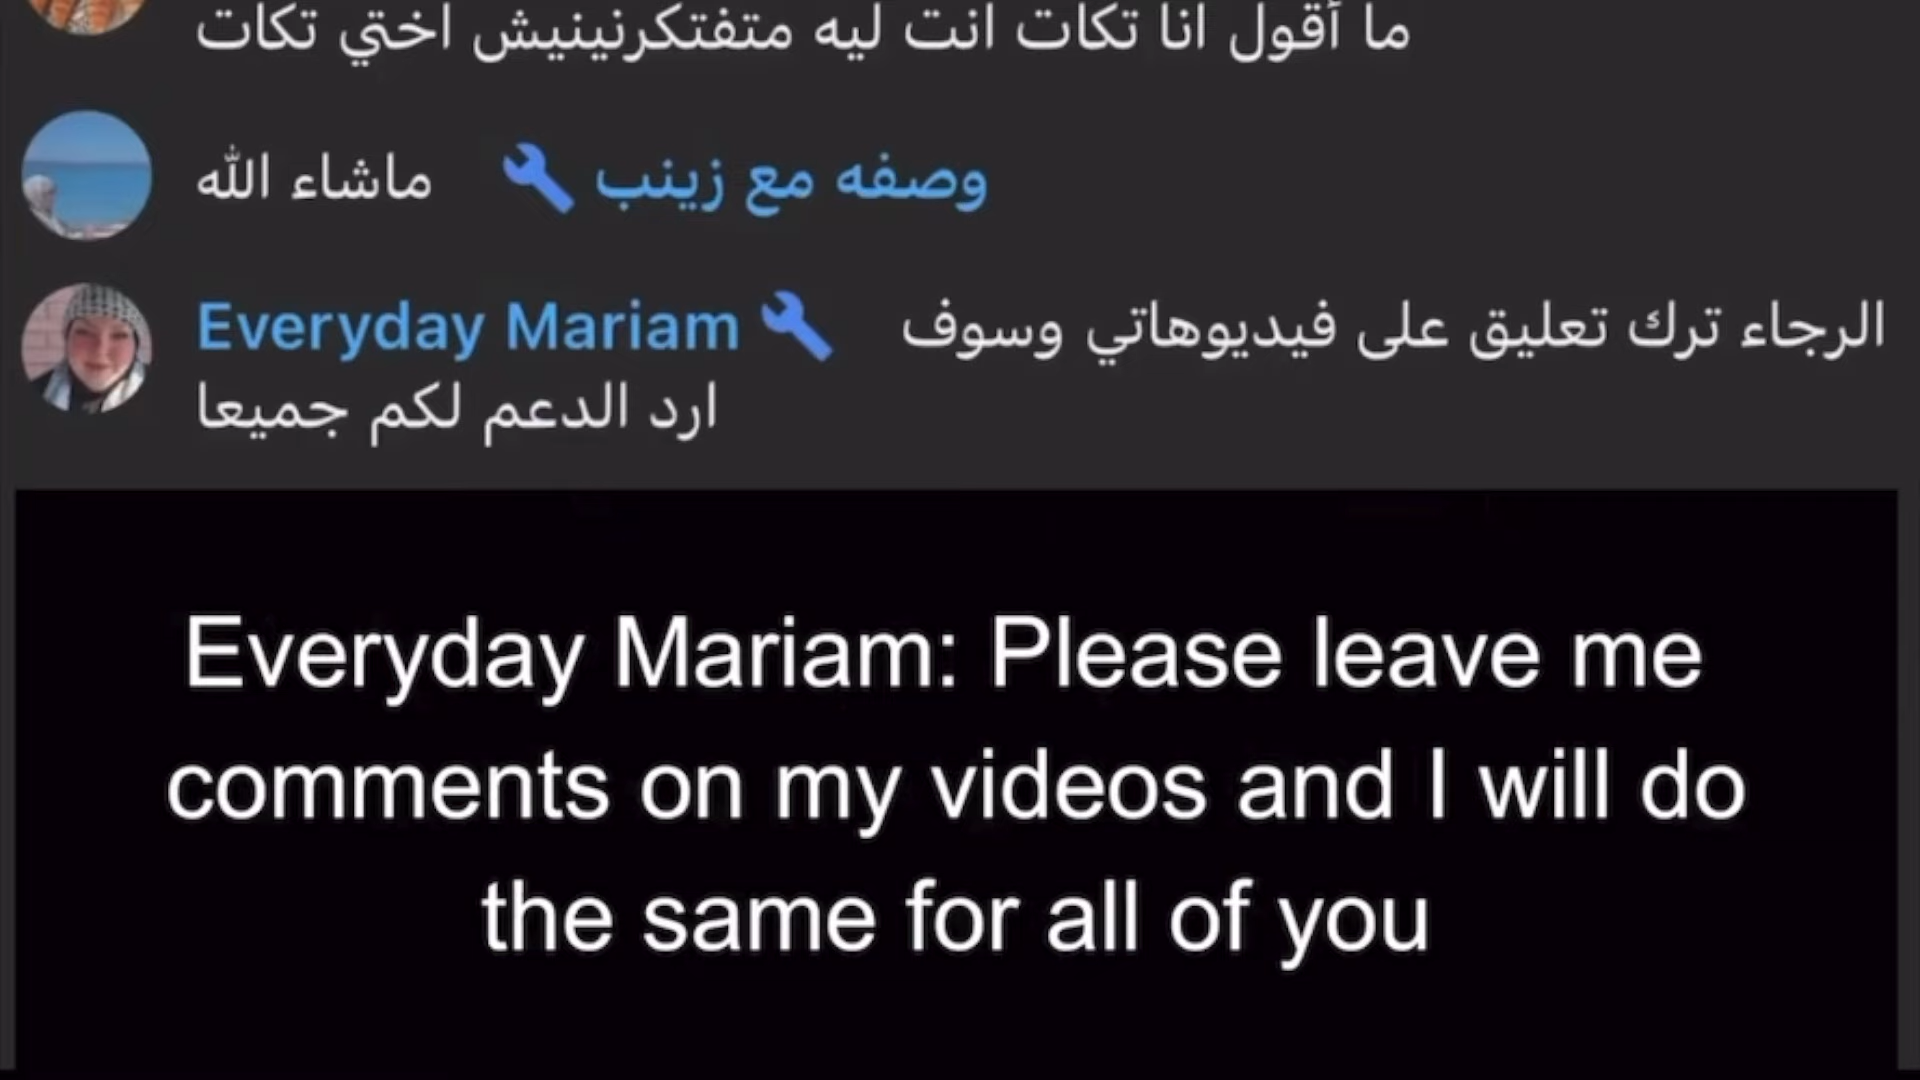 ما أقول انا تكات انت ليه متفتكرنينيش اختي تكات
وصفه مع زينب ماشاء الله
Everyday Mariam الرجاء ترك تعليق على فيديوهاتي وسوف
ارد الدعم لكم جميعا
Everyday Mariam: Please leave me
comments on my videos and I will do
the same for all of you